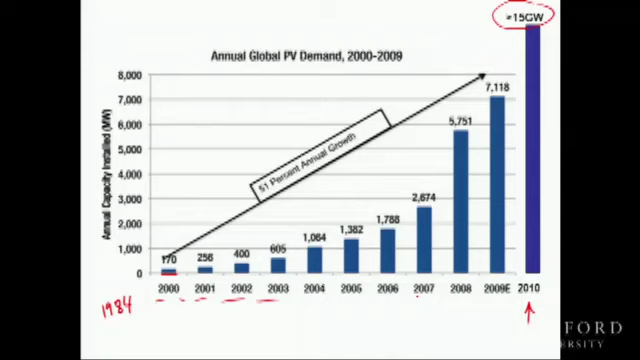 >15GW
Annual Global PV Demand, 2000-2009
Annual Capacity Installed (MW)
8,000
7,000
6,000
5,000
4,000
3,000
2,000
1,000
0
51 Percent Annual Growth
170 256 400 605 1,064 1,382 1,788 2,674 5,751 7,118
2000 2001 2002 2003 2004 2005 2006 2007 2008 2009E 2010
1984
FORD
ERSITY